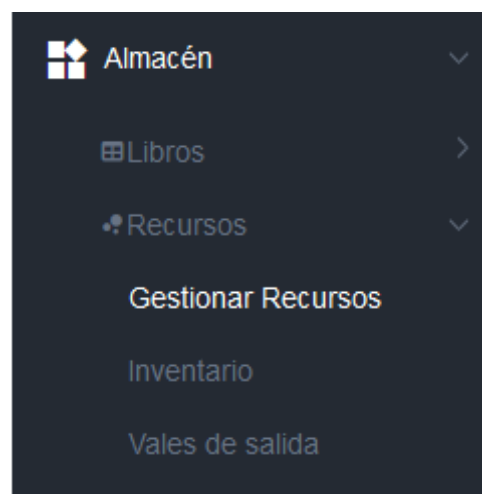 Almacén
Libros
Recursos
Gestionar Recursos
Inventario
Vales de salida